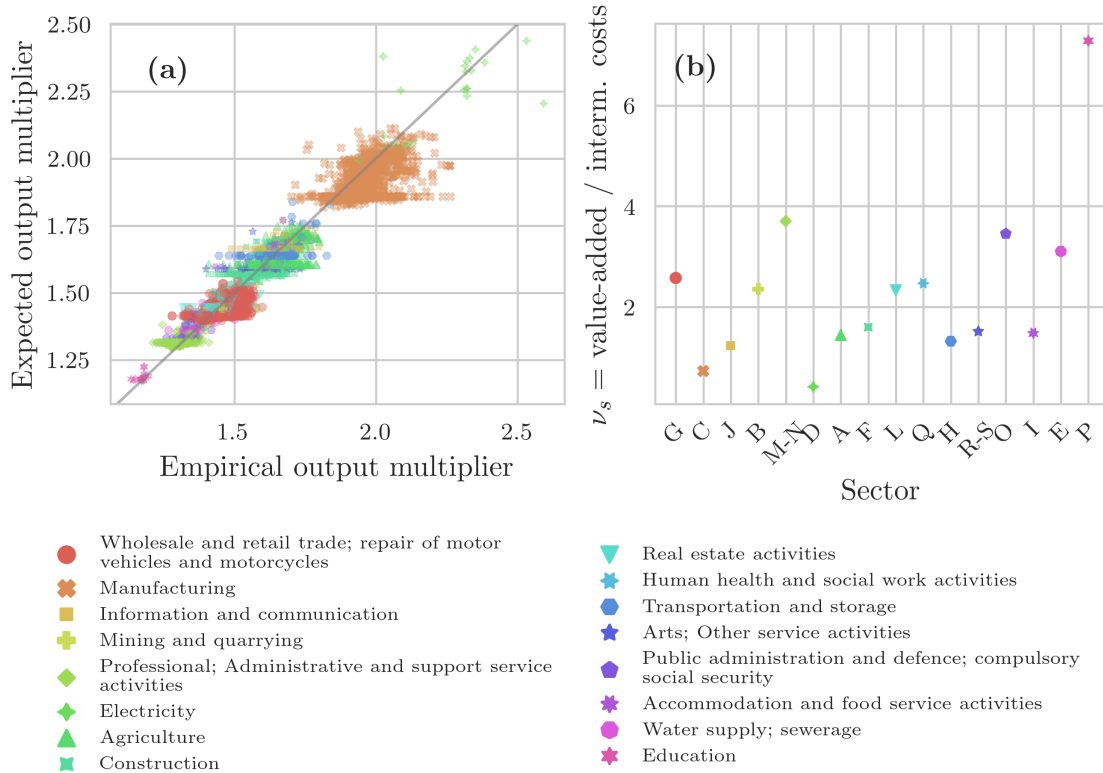 (a)
Expected output multiplier
2.50
2.25
2.00
1.75
1.50
1.25
1.5
2.0
2.5
Empirical output multiplier
(b)
νₛ = value-added / interm. costs
6
4
2
G
C
J
B
M-N
D
A
F
L
Q
H
R-S
O
I
E
P
Sector
Wholesale and retail trade; repair of motor
vehicles and motorcycles
Manufacturing
Information and communication
Mining and quarrying
Professional; Administrative and support service
activities
Electricity
Agriculture
Construction
Real estate activities
Human health and social work activities
Transportation and storage
Arts; Other service activities
Public administration and defence; compulsory
social security
Accommodation and food service activities
Water supply; sewerage
Education